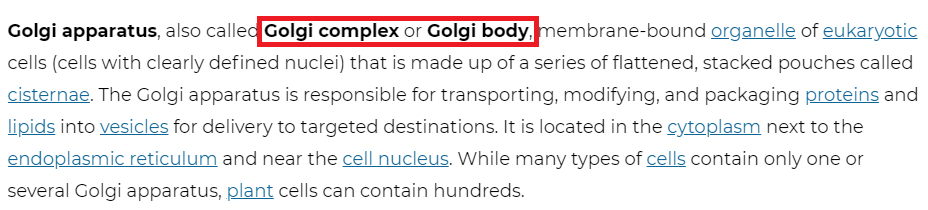 Golgi apparatus, also called Golgi complex or Golgi body, membrane-bound organelle of eukaryotic
cells (cells with clearly defined nuclei) that is made up of a series of flattened, stacked pouches called
cisternae. The Golgi apparatus is responsible for transporting, modifying, and packaging proteins and
lipids into vesicles for delivery to targeted destinations. It is located in the cytoplasm next to the
endoplasmic reticulum and near the cell nucleus. While many types of cells contain only one or
several Golgi apparatus, plant cells can contain hundreds.